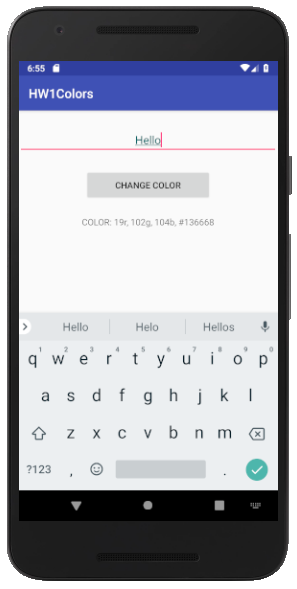 6:55
HW1Colors
Hello
CHANGE COLOR
COLOR: 19r, 102g, 104b, #136668
Hello Helo Hellos
1 2 3 4 5 6 7 8 9 0
q w e r t y u i o p
a s d f g h j k l
z x c v b n m
?123 , .